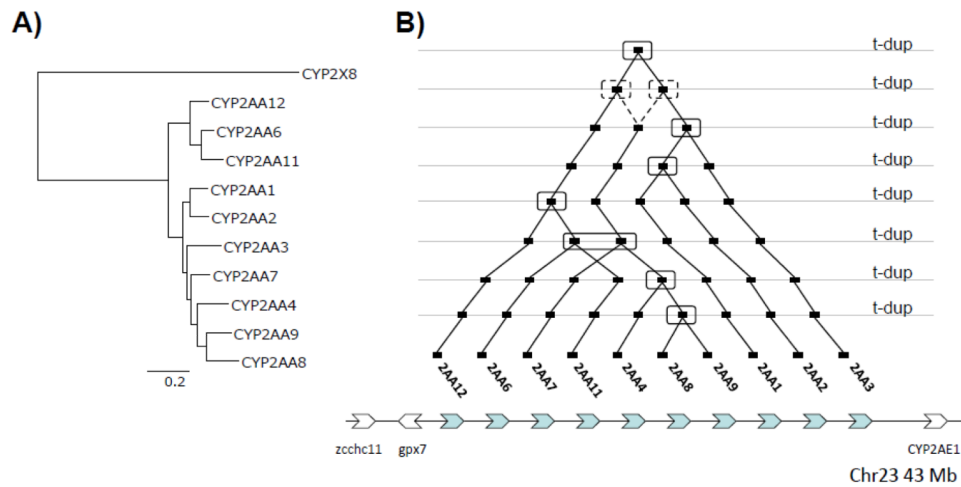 A)
CYP2X8
CYP2AA12
CYP2AA6
CYP2AA11
CYP2AA1
CYP2AA2
CYP2AA3
CYP2AA7
CYP2AA4
CYP2AA9
CYP2AA8
0.2
B)
t-dup
t-dup
t-dup
t-dup
t-dup
t-dup
t-dup
t-dup
2AA12
2AA6
2AA7
2AA11
2AA4
2AA8
2AA9
2AA1
2AA2
2AA3
zcchc11 gpx7 CYP2AE1
Chr23 43 Mb